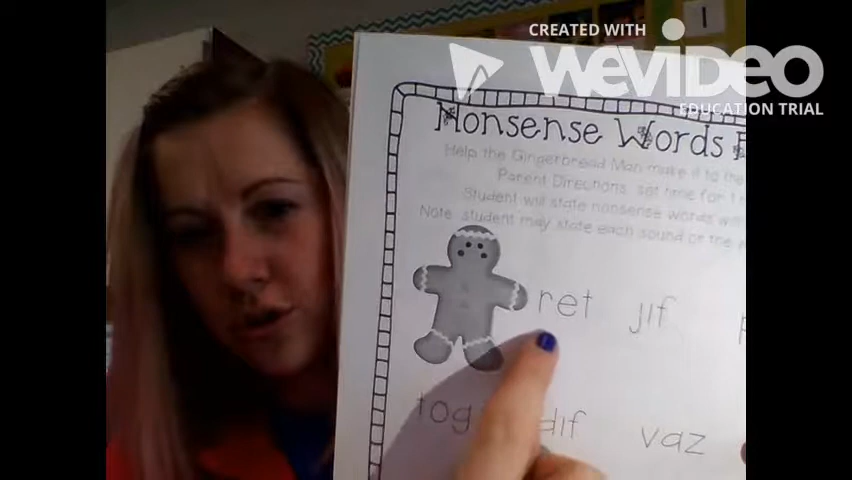 CREATED WITH
WEVIDEO
EDUCATION TRIAL
Nonsense Words
Help the Gingerbread Man make it to the
Parent Directions: set time for 1
Student will state nonsense words
Note: student may state each sound or the
ret jif
tog dif vaz